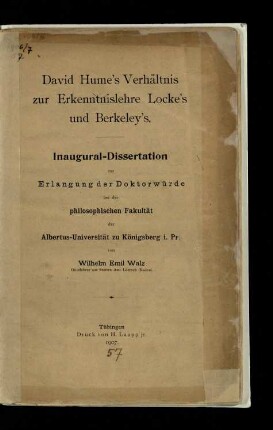 David Hume's Verhältnis
zur Erkenntnislehre Locke's
und Berkeley's.
Inaugural-Dissertation
zur
Erlangung der Doktorwürde
bei der
philosophischen Fakultät
der
Albertus-Universität zu Königsberg i. Pr.
von
Wilhelm Emil Walz
Tübingen
Druck von H. Laupp jr.
1907.
57